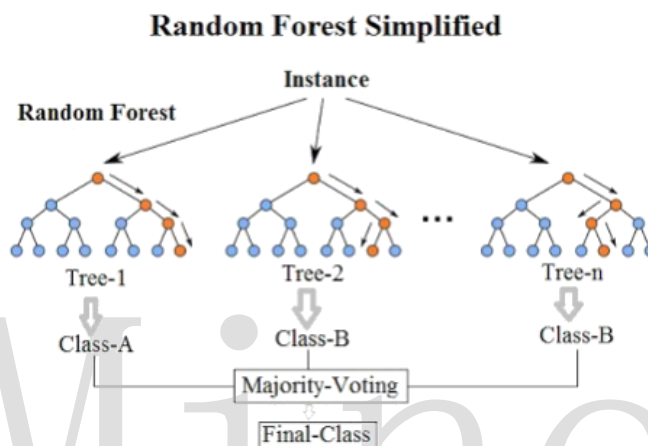 Random Forest Simplified
Instance
Random Forest
...
Tree-1
Tree-2
Tree-n
Class-A
Class-B
Class-B
Majority-Voting
Final-Class